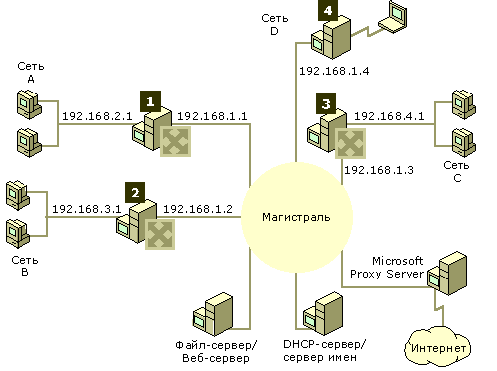 Сеть
D
4
192.168.1.4
Сеть
A
192.168.2.1
1
192.168.1.1
3
192.168.4.1
Сеть
C
192.168.1.3
192.168.3.1
2
192.168.1.2
Сеть
B
Магистраль
Microsoft
Proxy Server
Файл-сервер/
Веб-сервер
DHCP-сервер/
сервер имен
Интернет